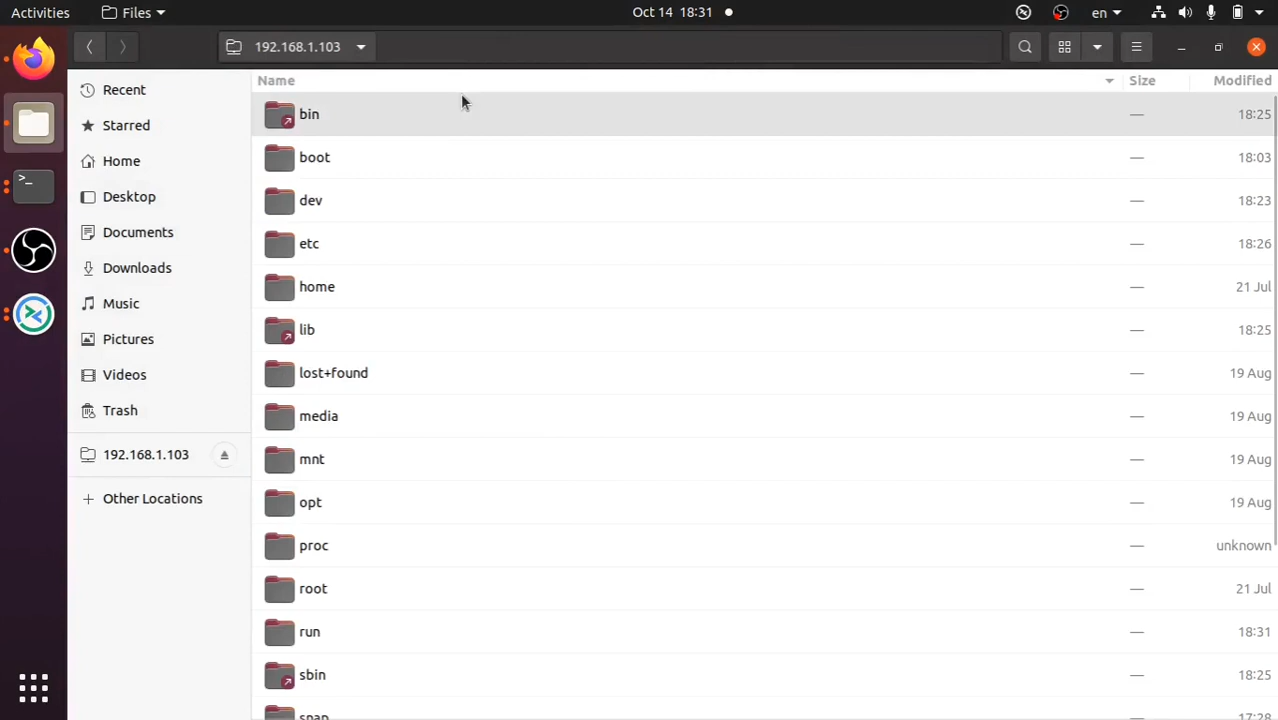 Activities Files Oct 14 18:31 en
192.168.1.103
Recent
Starred
Home
Desktop
Documents
Downloads
Music
Pictures
Videos
Trash
192.168.1.103
Other Locations
Name Size Modified
bin — 18:25
boot — 18:03
dev — 18:23
etc — 18:26
home — 21 Jul
lib — 18:25
lost+found — 19 Aug
media — 19 Aug
mnt — 19 Aug
opt — 19 Aug
proc — unknown
root — 21 Jul
run — 18:31
sbin — 18:25
snap 17:28